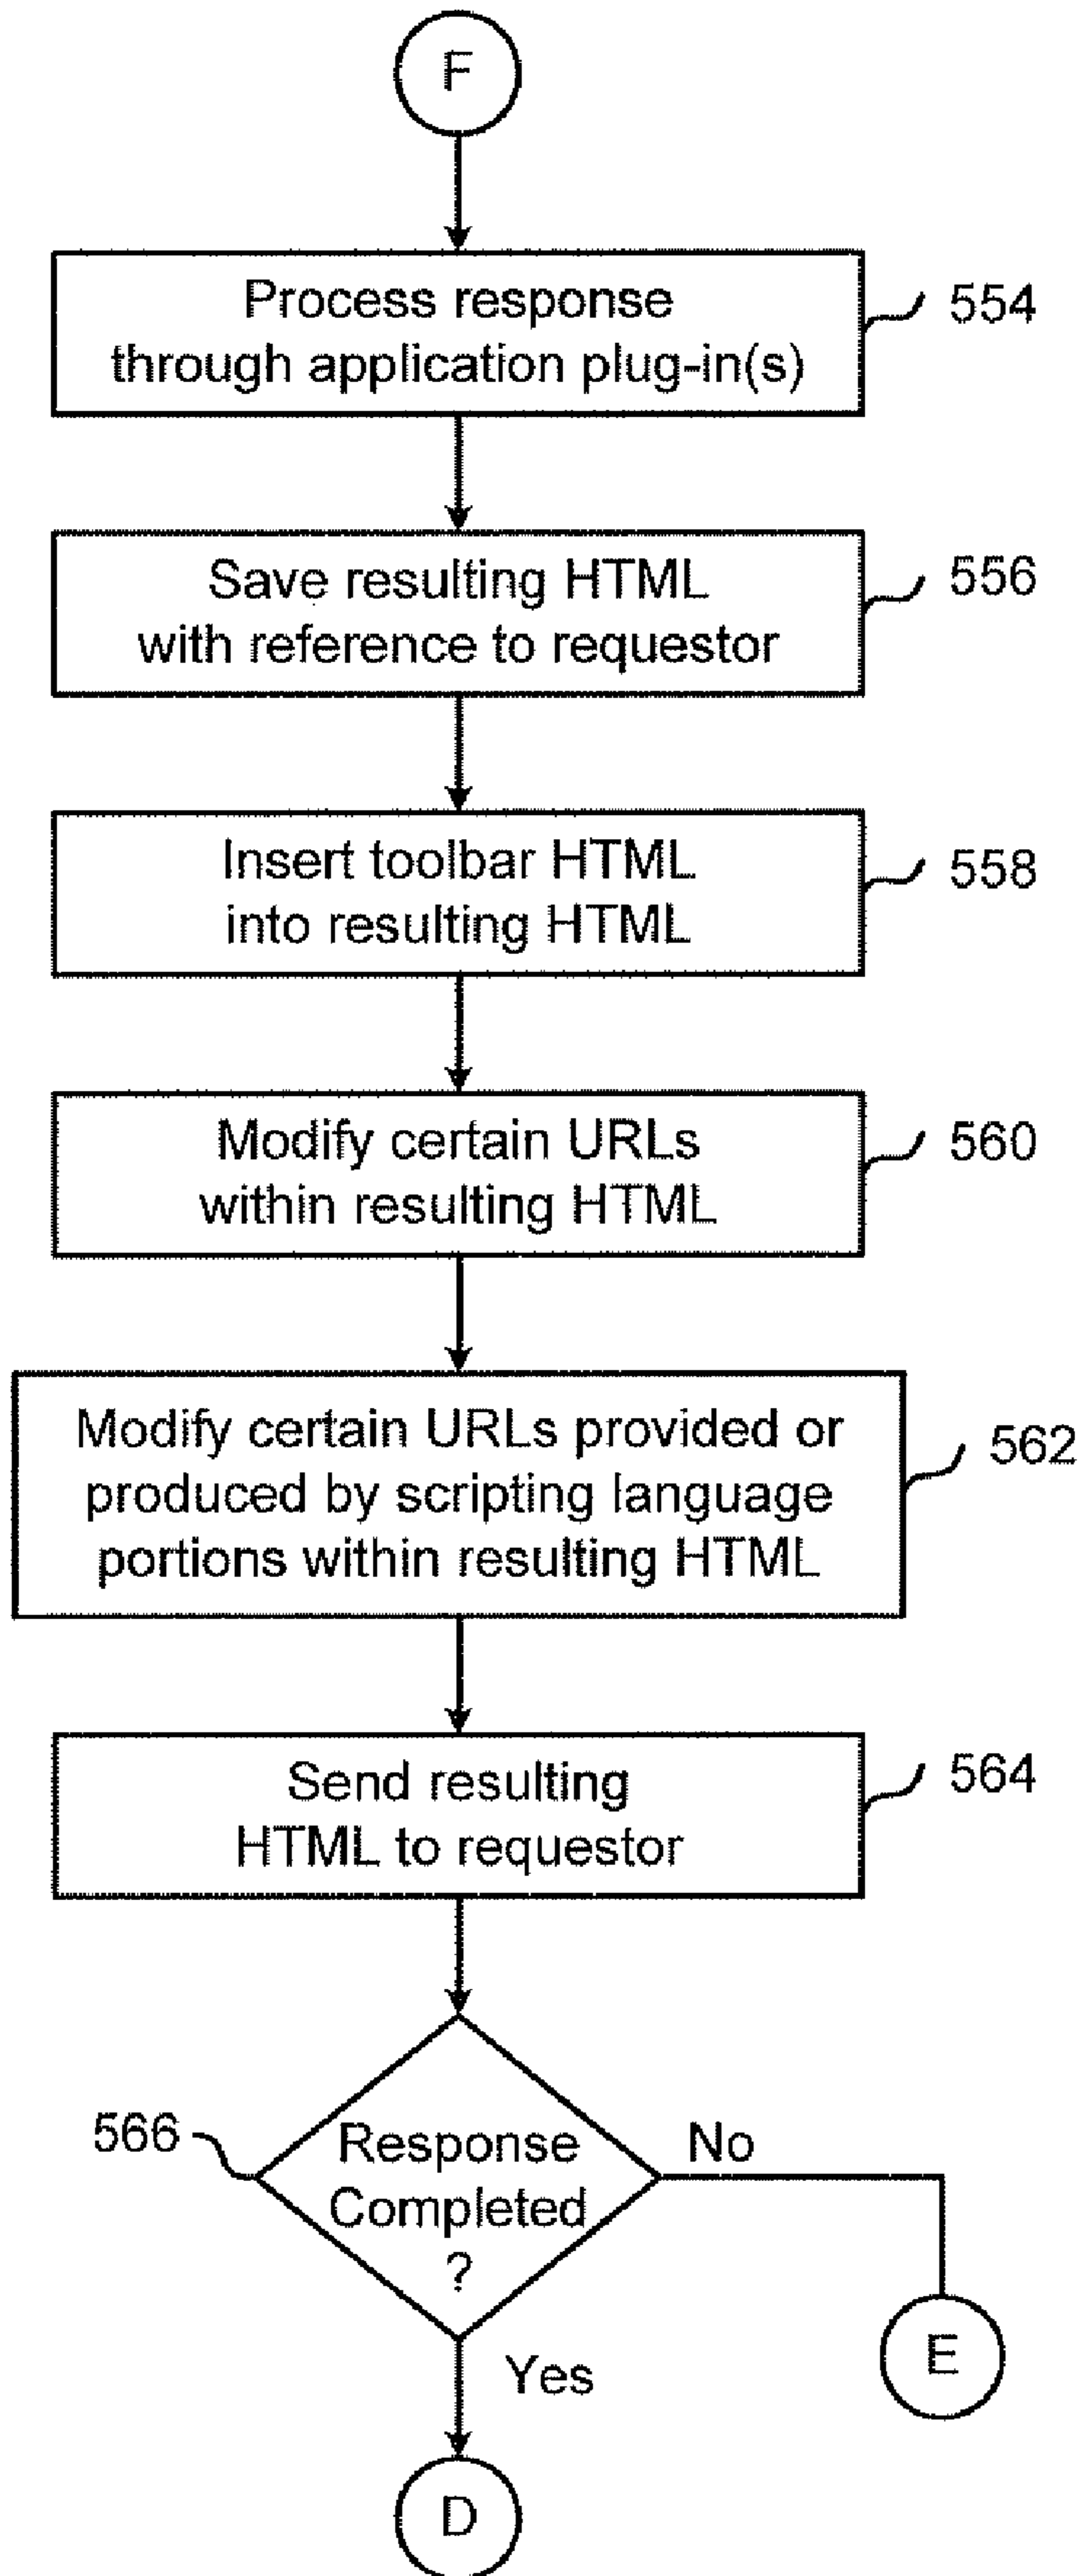 F
Process response
through application plug-in(s)
554
Save resulting HTML
with reference to requestor
556
Insert toolbar HTML
into resulting HTML
558
Modify certain URLs
within resulting HTML
560
Modify certain URLs provided or
produced by scripting language
portions within resulting HTML
562
Send resulting
HTML to requestor
564
566
Response
Completed
?
No
E
Yes
D